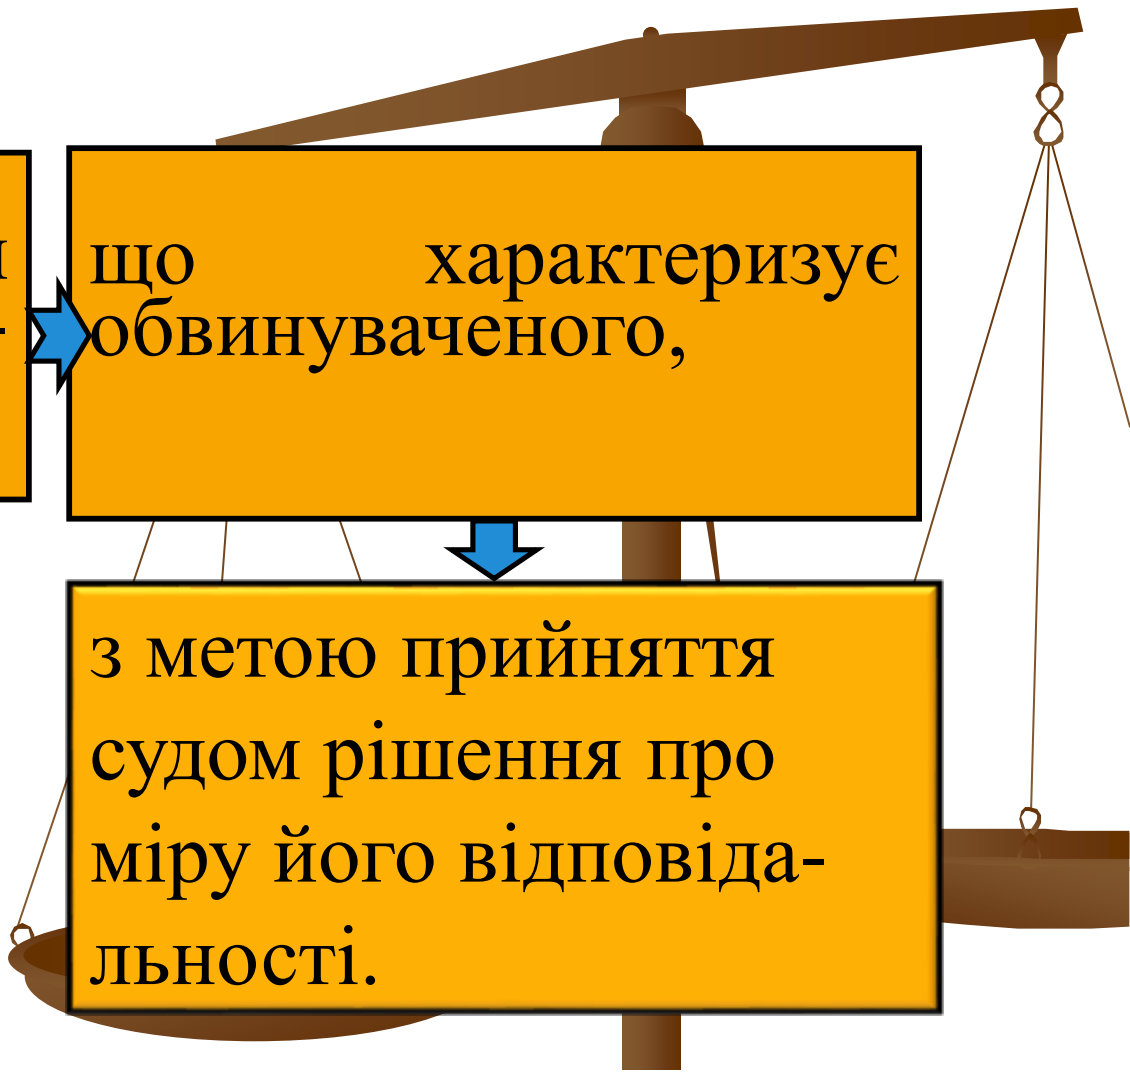 що характеризує
обвинуваченого,
з метою прийняття
судом рішення про
міру його відповіда-
льності.